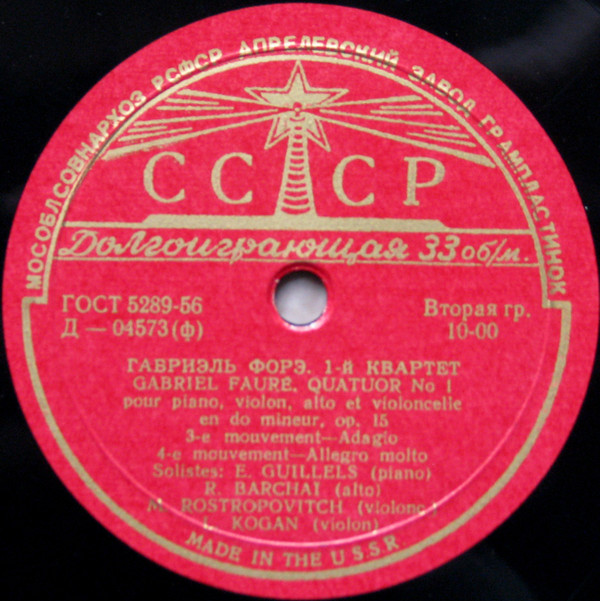 МОСОБЛСОВНАРХОЗ РСФСР АПРЕЛЕВСКИЙ ЗАВОД ГРАМПЛАСТИНОК
СССР
Долгоиграющая 33 об/м.
ГОСТ 5289-56
Д — 04573 (ф)
Вторая гр.
10-00
ГАБРИЭЛЬ ФОРЭ. 1-й КВАРТЕТ
GABRIEL FAURÉ, QUATUOR No 1
pour piano, violon, alto et violoncelle
en do mineur, op. 15
3-e mouvement—Adagio
4-e mouvement—Allegro molto
Solistes: E. GUILLELS (piano)
R. BARCHAÏ (alto)
M. ROSTROPOVITCH (violonc.)
L. KOGAN (violon)
MADE IN THE U.S.S.R.